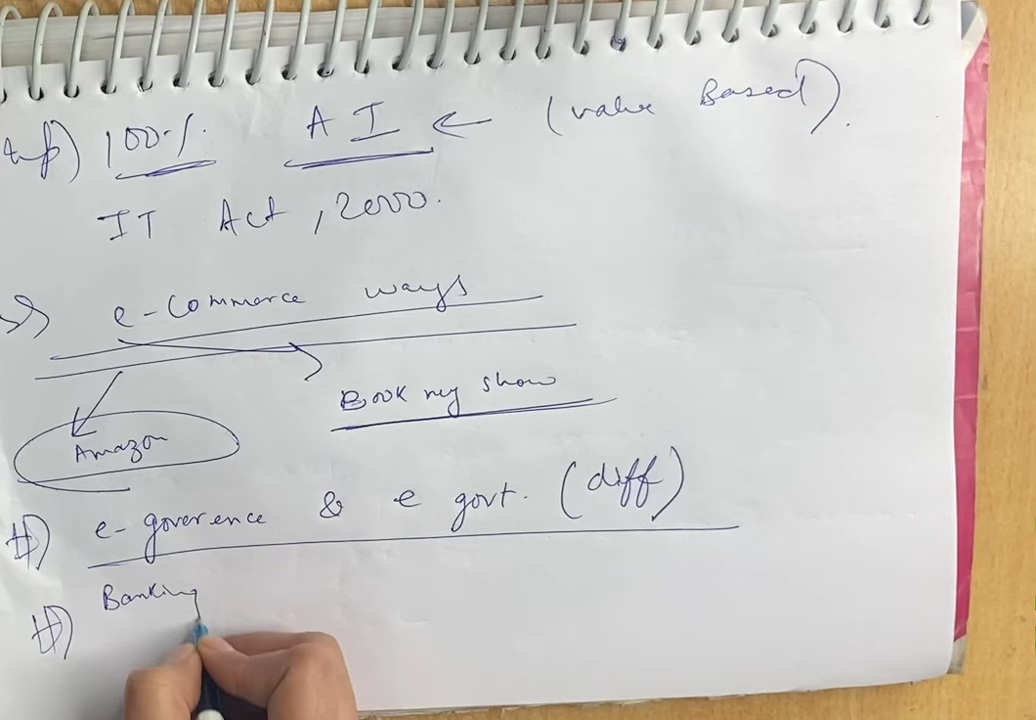 100% AI ← (value Based).
IT Act, 2000.
e-Commerce ways
Book my show
Amazon
#) e-goverence & e govt. (diff)
#) Banking